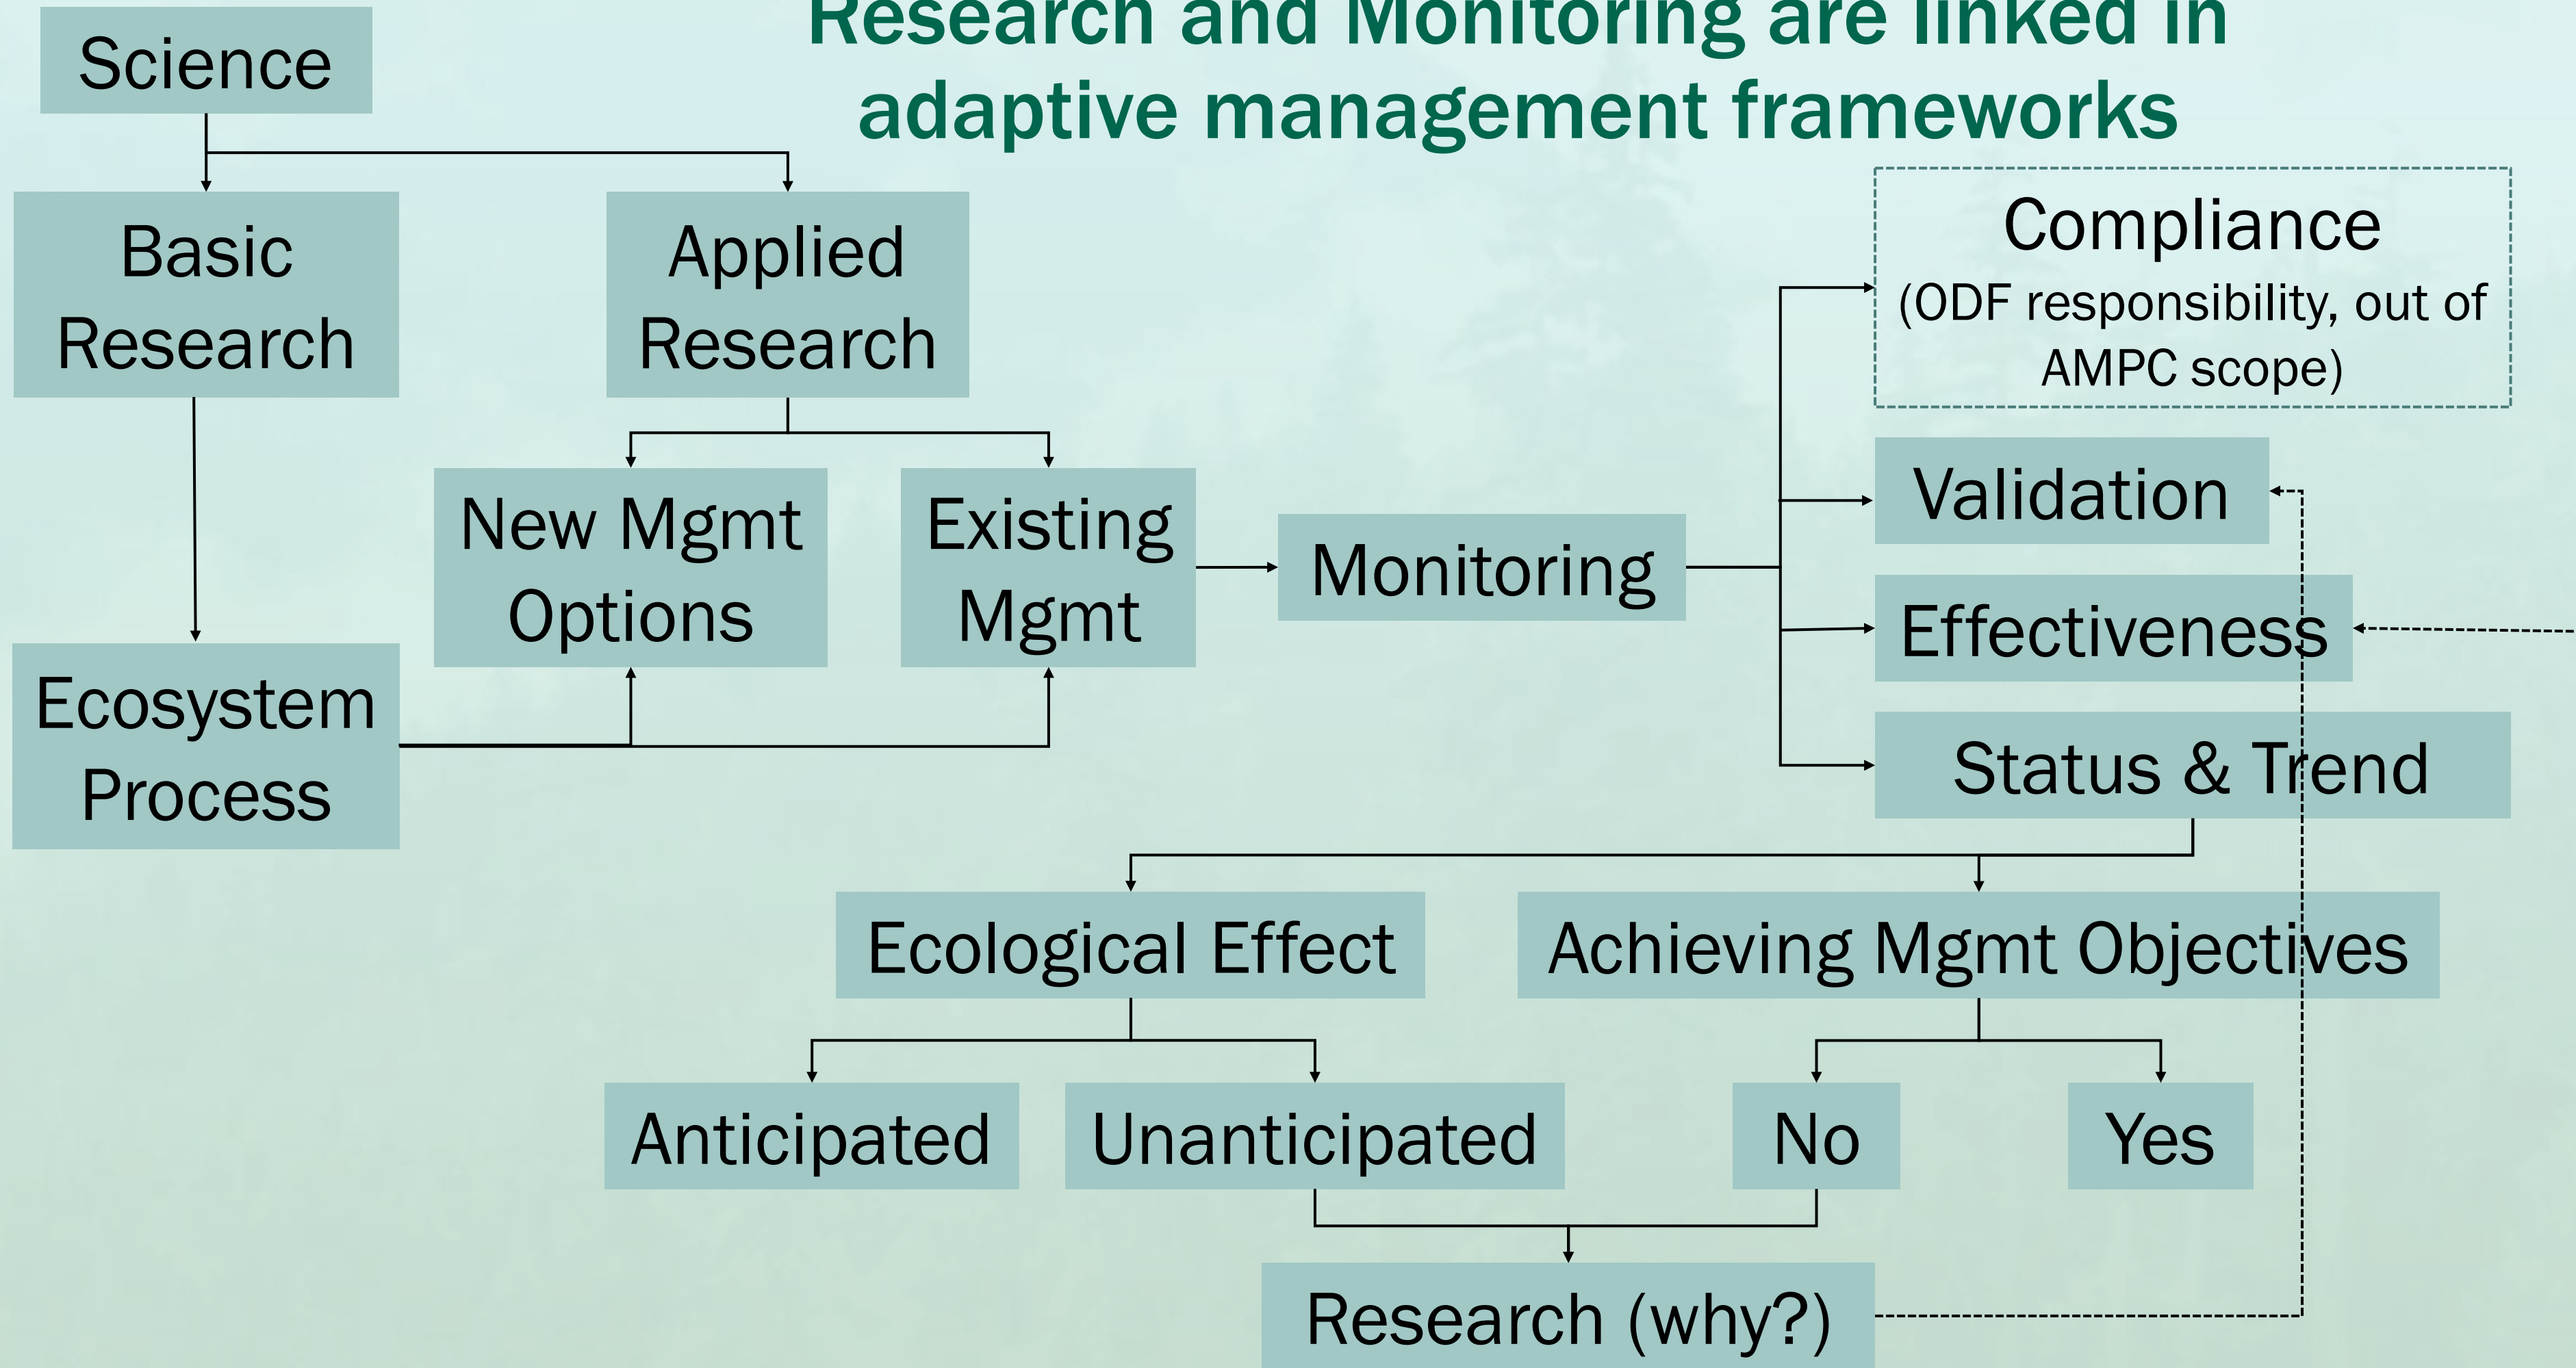 Research and Monitoring are linked in
adaptive management frameworks
Science
Basic
Research
Applied
Research
Compliance
(ODF responsibility, out of
AMPC scope)
New Mgmt
Options
Existing
Mgmt
Monitoring
Validation
Effectiveness
Status & Trend
Ecosystem
Process
Ecological Effect
Achieving Mgmt Objectives
Anticipated
Unanticipated
No
Yes
Research (why?)